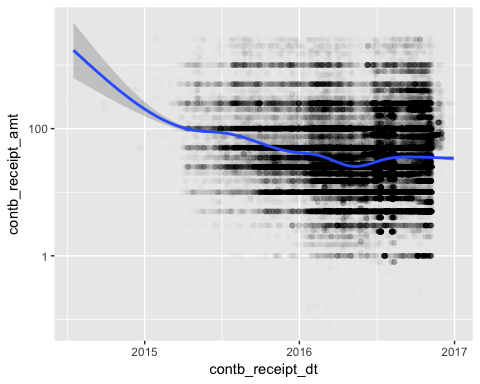 contb_receipt_amt
100
1
2015 2016 2017
contb_receipt_dt